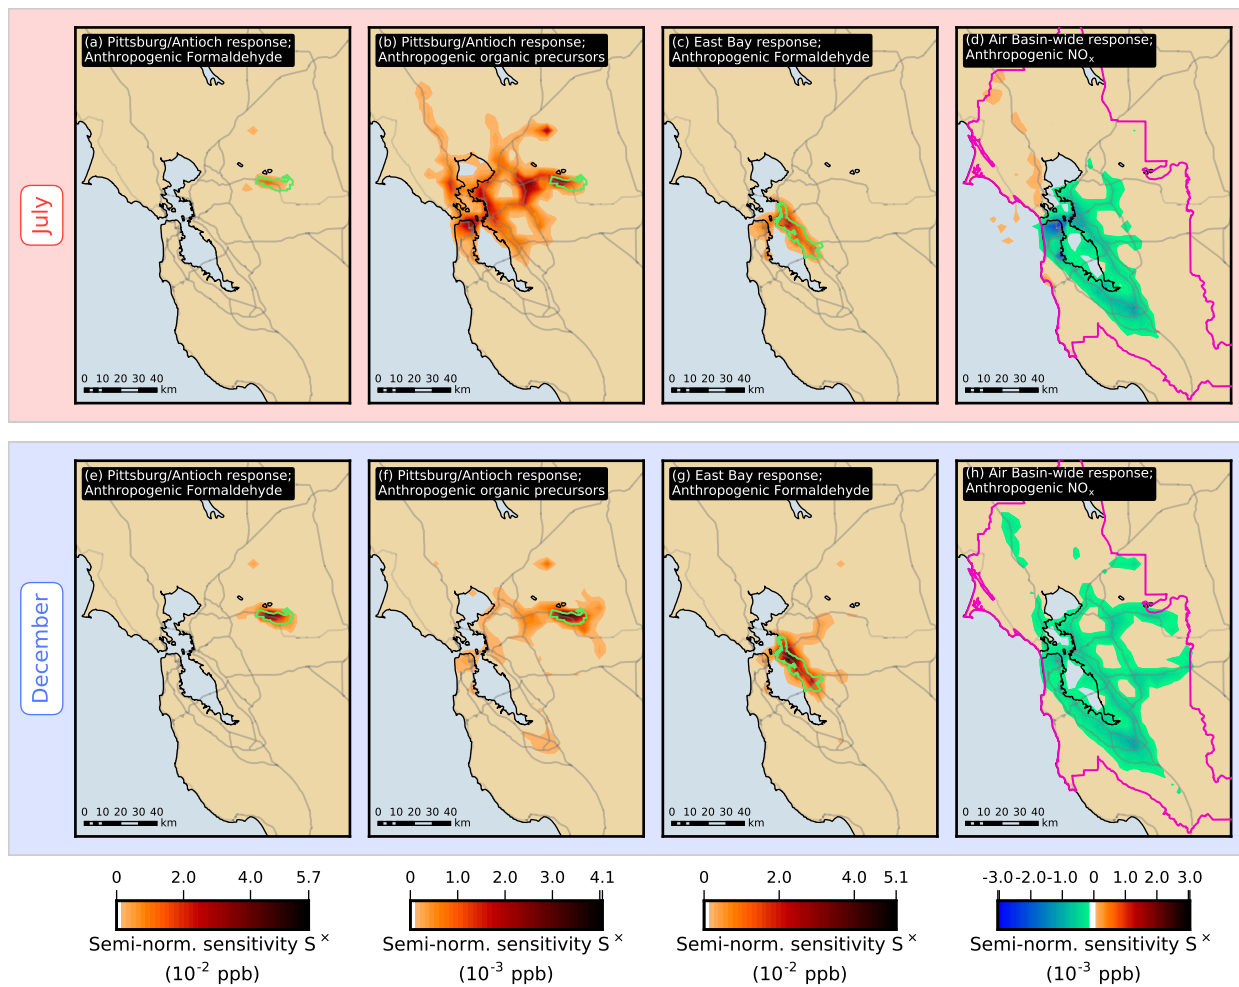 July
(a) Pittsburg/Antioch response;
Anthropogenic Formaldehyde
0 10 20 30 40
km
(b) Pittsburg/Antioch response;
Anthropogenic organic precursors
0 10 20 30 40
km
(c) East Bay response;
Anthropogenic Formaldehyde
0 10 20 30 40
km
(d) Air Basin-wide response;
Anthropogenic NOx
0 10 20 30 40
km
December
(e) Pittsburg/Antioch response;
Anthropogenic Formaldehyde
0 10 20 30 40
km
(f) Pittsburg/Antioch response;
Anthropogenic organic precursors
0 10 20 30 40
km
(g) East Bay response;
Anthropogenic Formaldehyde
0 10 20 30 40
km
(h) Air Basin-wide response;
Anthropogenic NOx
0 10 20 30 40
km
0 2.0 4.0 5.7
Semi-norm. sensitivity S×
(10-2 ppb)
0 1.0 2.0 3.0 4.1
Semi-norm. sensitivity S×
(10-3 ppb)
0 2.0 4.0 5.1
Semi-norm. sensitivity S×
(10-2 ppb)
-3.0 -2.0 -1.0 0 1.0 2.0 3.0
Semi-norm. sensitivity S×
(10-3 ppb)